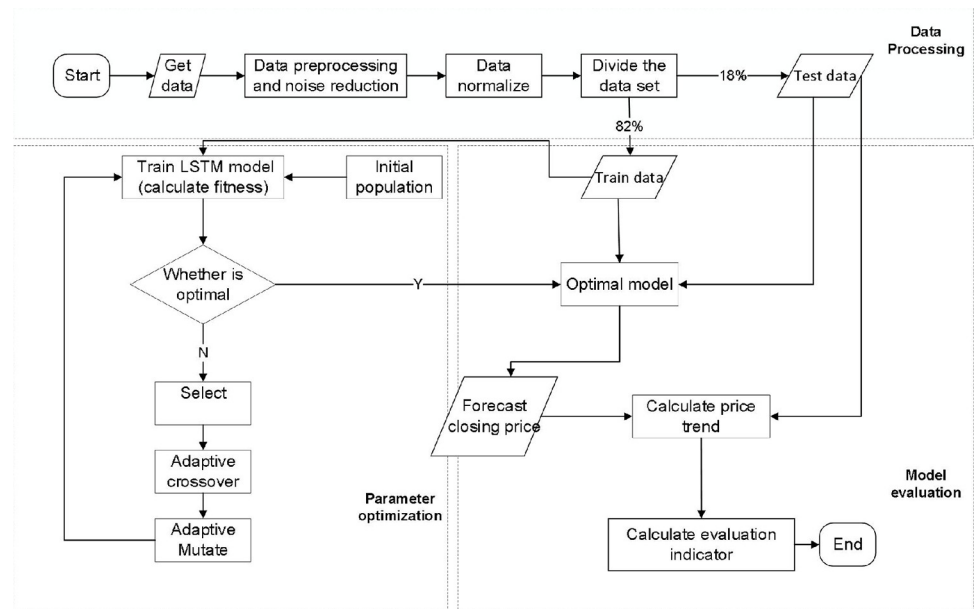 Data
Processing
Start
Get
data
Data preprocessing
and noise reduction
Data
normalize
Divide the
data set
18%
Test data
82%
Train LSTM model
(calculate fitness)
Initial
population
Train data
Whether is
optimal
Y
Optimal model
N
Select
Forecast
closing price
Calculate price
trend
Adaptive
crossover
Parameter
optimization
Model
evaluation
Adaptive
Mutate
Calculate evaluation
indicator
End